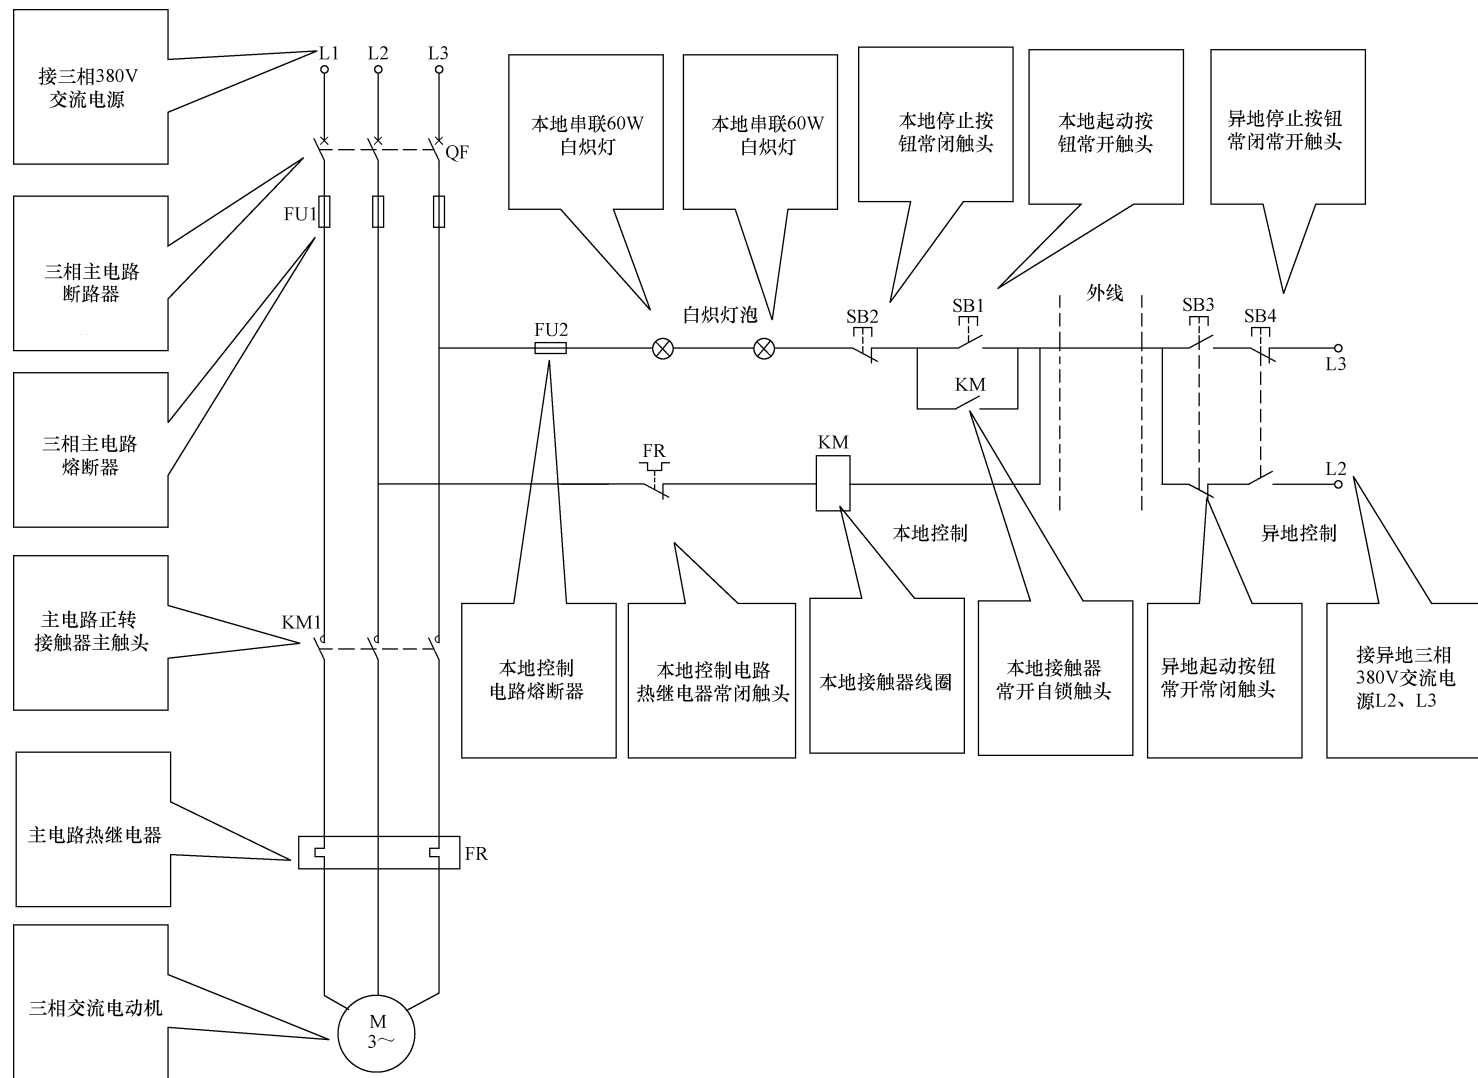 接三相380V
交流电源
L1
L2
L3
QF
三相主电路
断路器
FU1
三相主电路
熔断器
本地串联60W
白炽灯
本地串联60W
白炽灯
本地停止按
钮常闭触头
本地起动按
钮常开触头
异地停止按钮
常闭常开触头
FU2
白炽灯泡
SB2
SB1
外线
SB3
SB4
L3
KM
FR
KM
L2
本地控制
异地控制
主电路正转
接触器主触头
KM1
本地控制
电路熔断器
本地控制电路
热继电器常闭触头
本地接触器线圈
本地接触器
常开自锁触头
异地起动按钮
常开常闭触头
接异地三相
380V交流电
源L2、L3
主电路热继电器
FR
三相交流电动机
M
3～